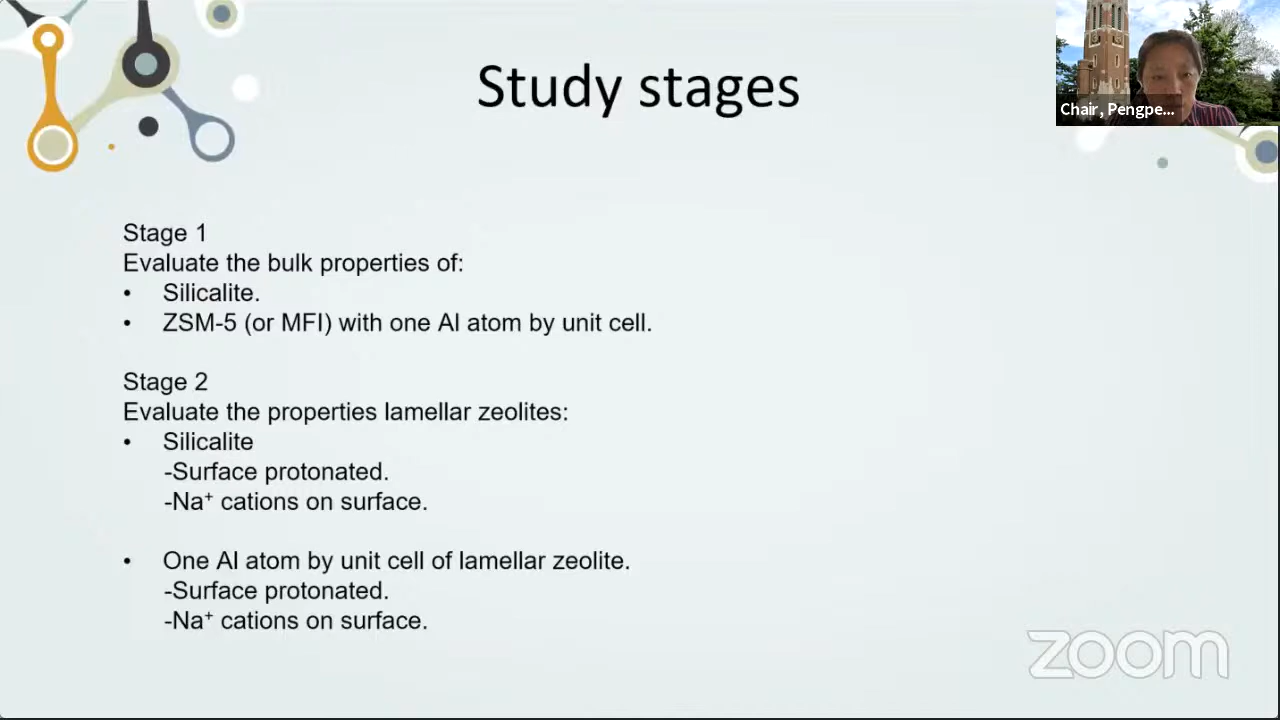 Study stages
Chair, Pengpe...
Stage 1
Evaluate the bulk properties of:
• Silicalite.
• ZSM-5 (or MFI) with one Al atom by unit cell.
Stage 2
Evaluate the properties lamellar zeolites:
• Silicalite
-Surface protonated.
-Na⁺ cations on surface.
• One Al atom by unit cell of lamellar zeolite.
-Surface protonated.
-Na⁺ cations on surface.
zoom